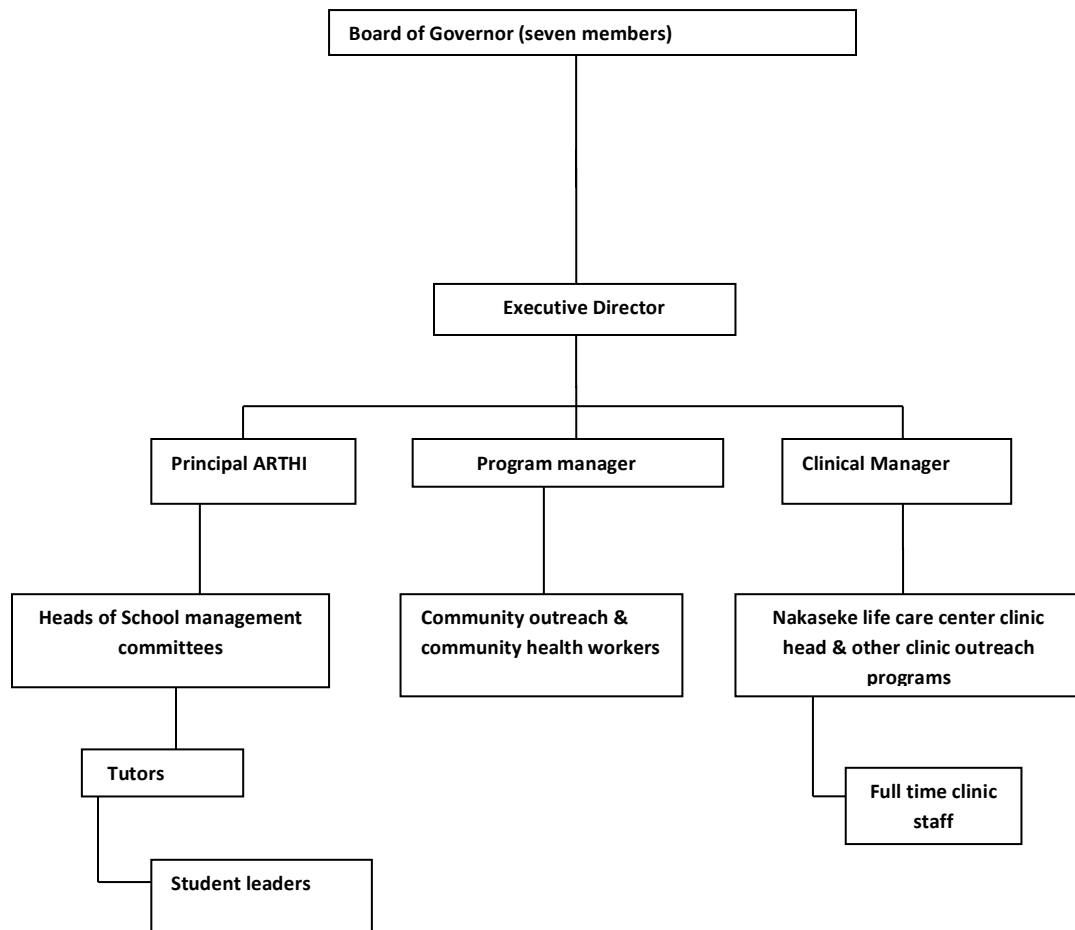 Board of Governor (seven members)
Executive Director
Principal ARTHI
Program manager
Clinical Manager
Heads of School management
committees
Community outreach &
community health workers
Nakaseke life care center clinic
head & other clinic outreach
programs
Tutors
Full time clinic
staff
Student leaders